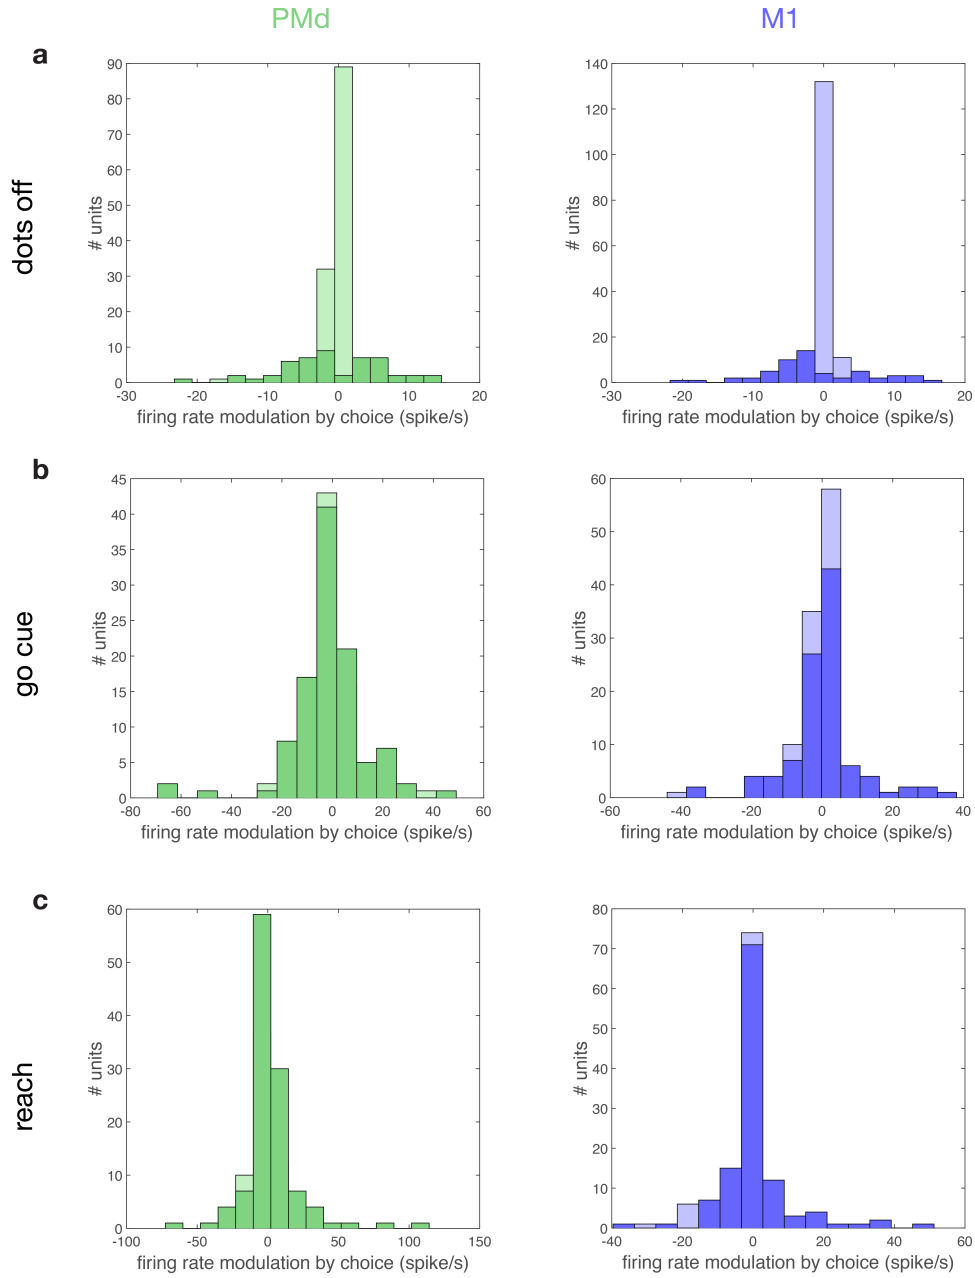 PMd
M1
a
dots off
# units
90
80
70
60
50
40
30
20
10
0
-30 -20 -10 0 10 20
firing rate modulation by choice (spike/s)
# units
140
120
100
80
60
40
20
0
-30 -20 -10 0 10 20
firing rate modulation by choice (spike/s)
b
go cue
# units
45
40
35
30
25
20
15
10
5
0
-80 -60 -40 -20 0 20 40 60
firing rate modulation by choice (spike/s)
# units
60
50
40
30
20
10
0
-60 -40 -20 0 20 40
firing rate modulation by choice (spike/s)
c
reach
# units
60
50
40
30
20
10
0
-100 -50 0 50 100 150
firing rate modulation by choice (spike/s)
# units
80
70
60
50
40
30
20
10
0
-40 -20 0 20 40 60
firing rate modulation by choice (spike/s)